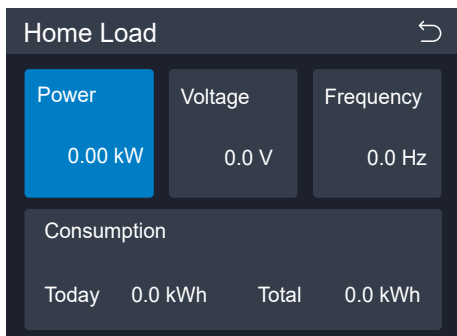 Home Load
Power Voltage Frequency
0.00 kW 0.0 V 0.0 Hz
Consumption
Today 0.0 kWh Total 0.0 kWh